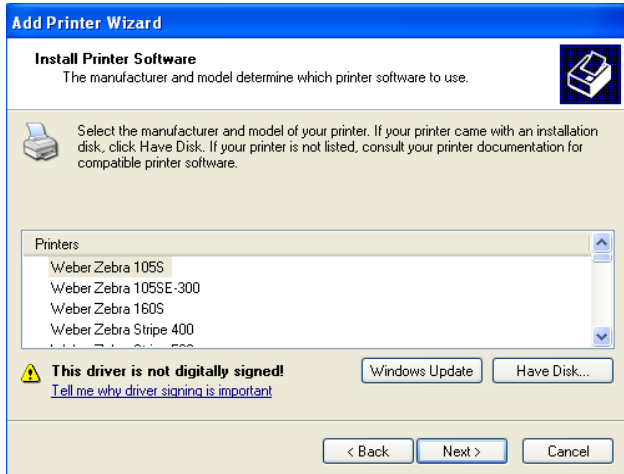 Add Printer Wizard
Install Printer Software
The manufacturer and model determine which printer software to use.
Select the manufacturer and model of your printer. If your printer came with an installation
disk, click Have Disk. If your printer is not listed, consult your printer documentation for
compatible printer software.
Printers
Weber Zebra 105S
Weber Zebra 105SE-300
Weber Zebra 160S
Weber Zebra Stripe 400
This driver is not digitally signed!
Windows Update
Have Disk...
Tell me why driver signing is important
< Back
Next >
Cancel